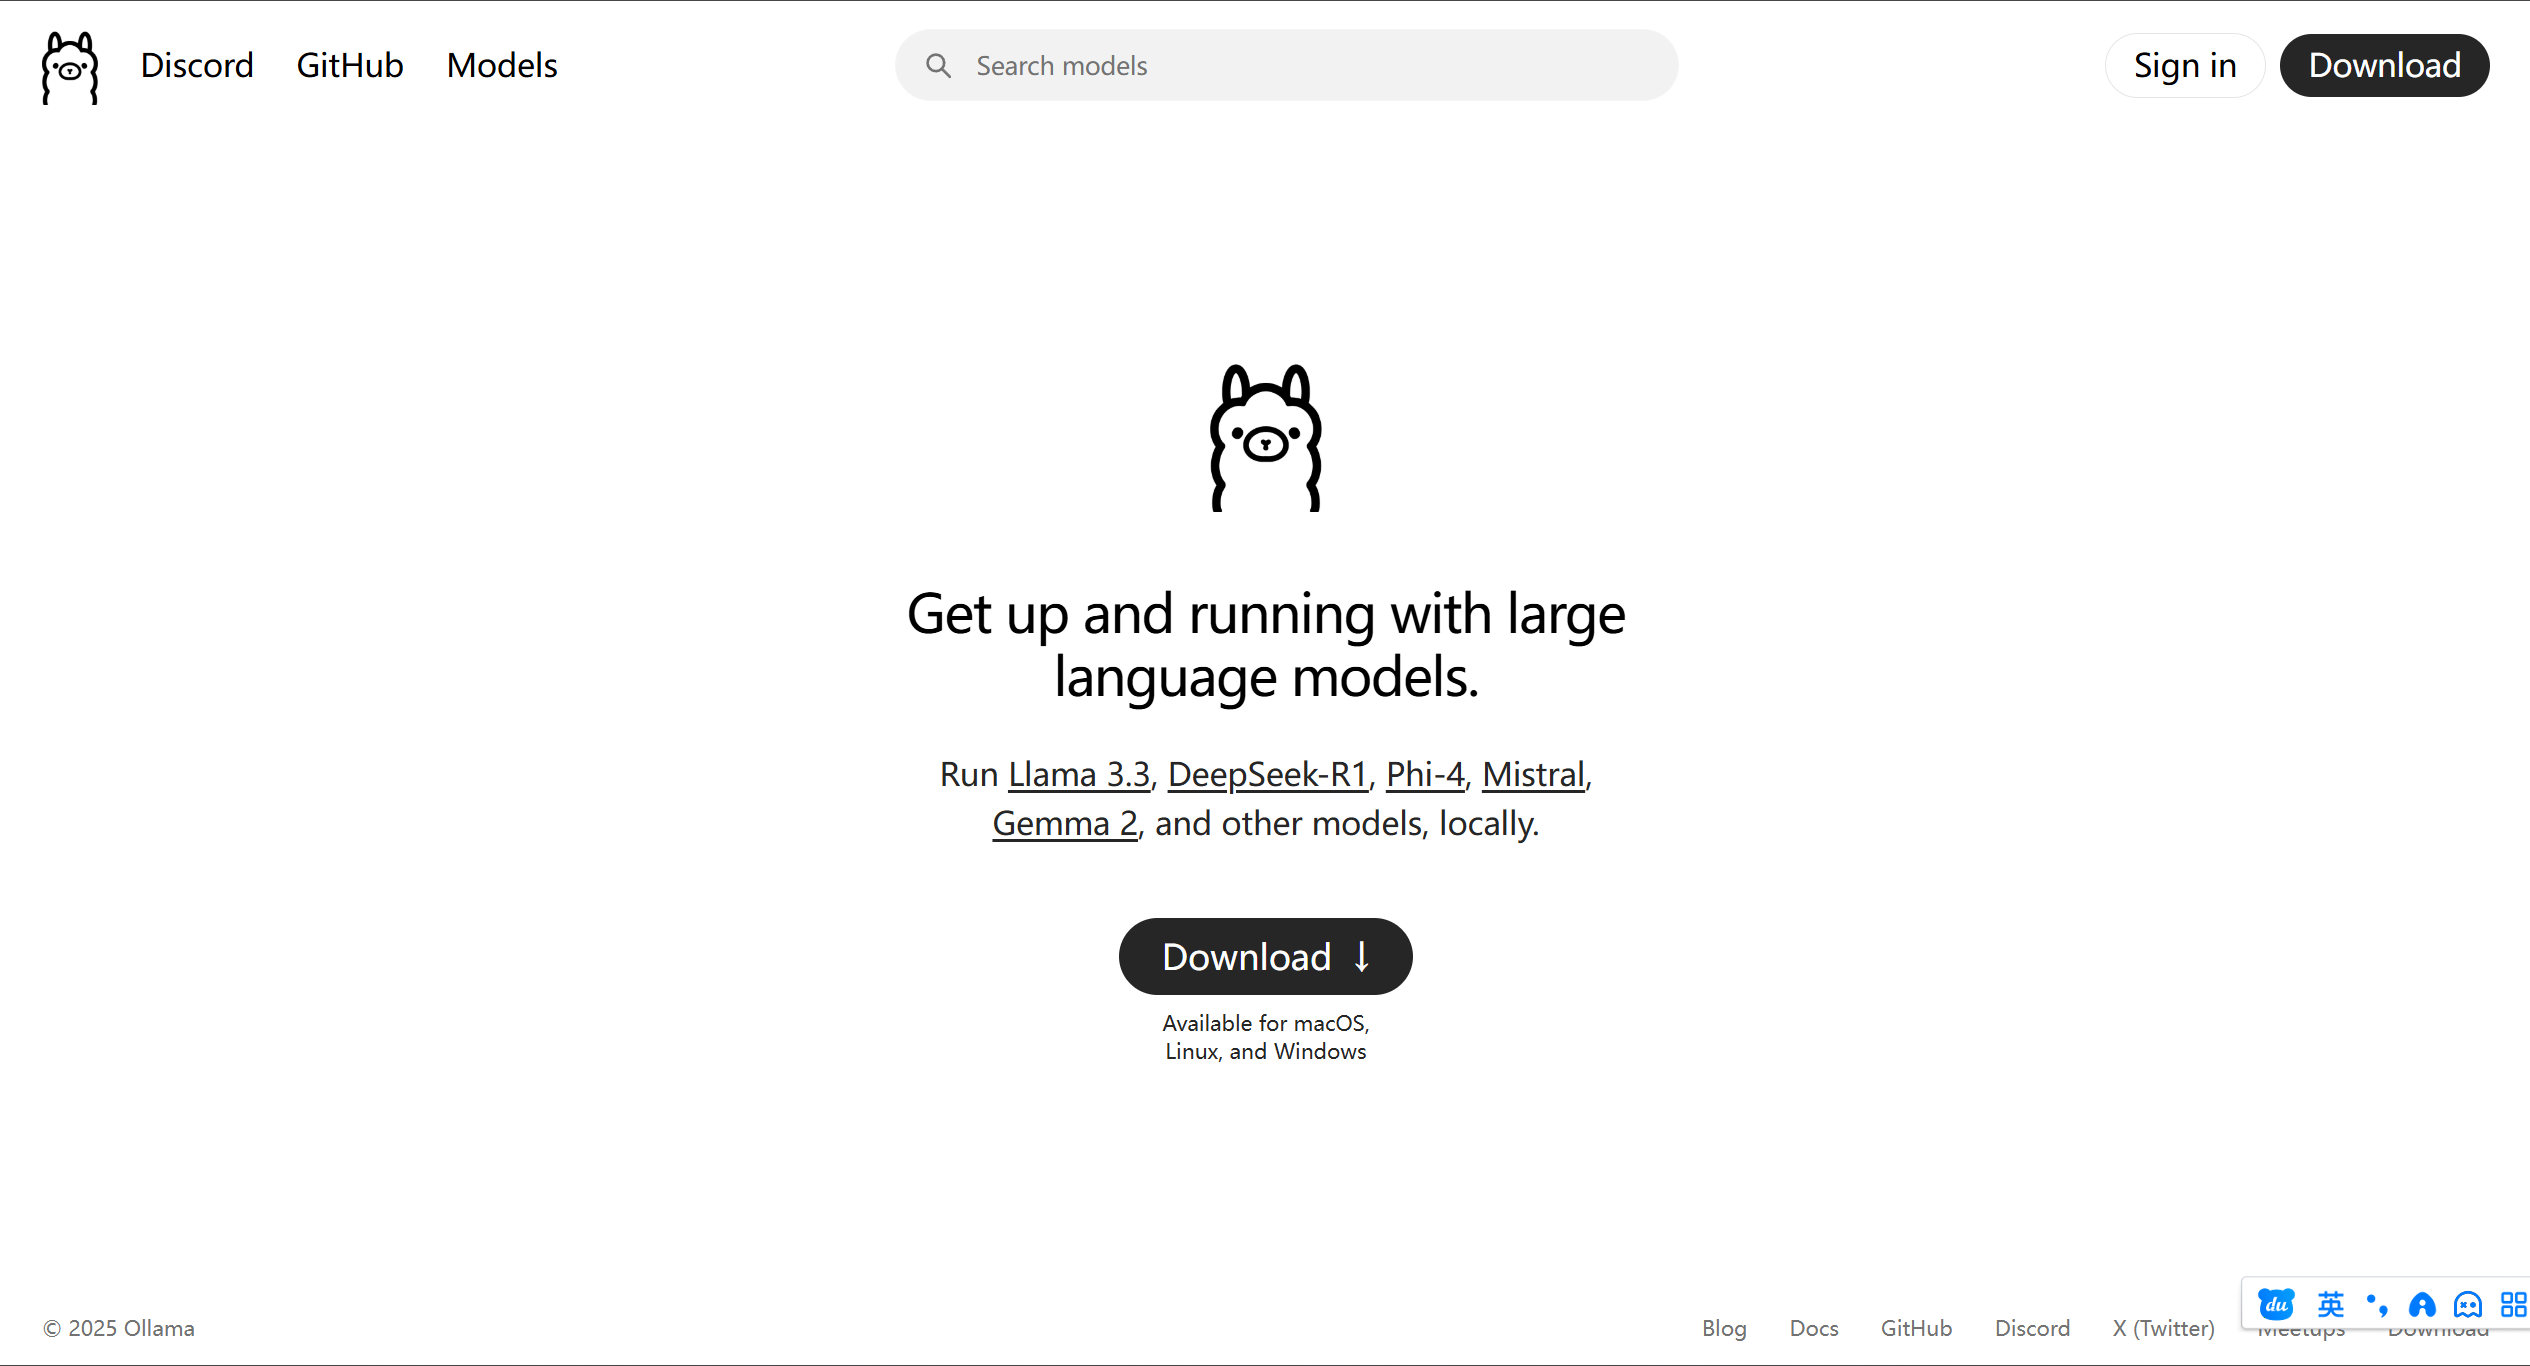 Discord GitHub Models Search models Sign in Download
Get up and running with large
language models.
Run Llama 3.3, DeepSeek-R1, Phi-4, Mistral,
Gemma 2, and other models, locally.
Download ↓
Available for macOS,
Linux, and Windows
du 英
© 2025 Ollama Blog Docs GitHub Discord X (Twitter) Meetups Download